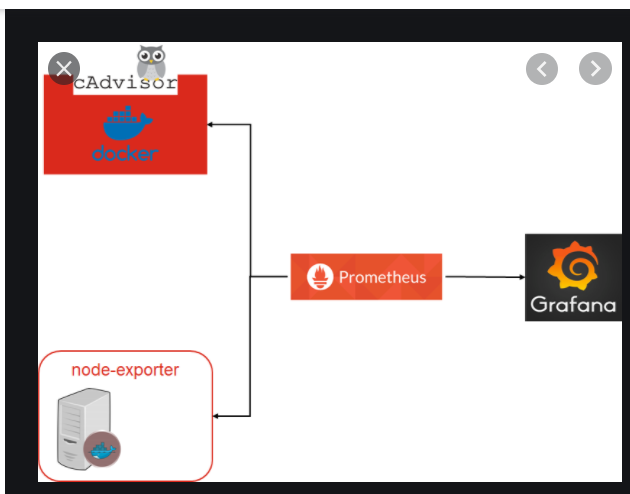 cAdvisor
docker
Prometheus
Grafana
node-exporter